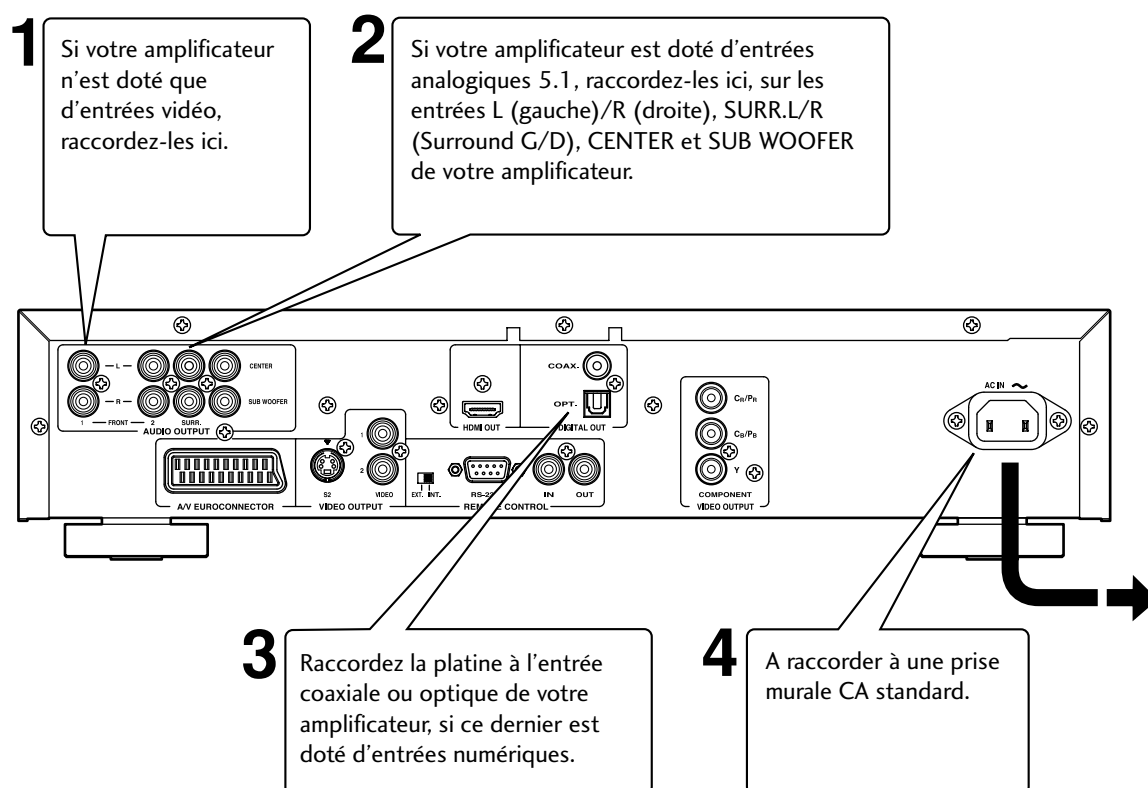 1
Si votre amplificateur
n'est doté que
d'entrées vidéo,
raccordez-les ici.
2
Si votre amplificateur est doté d'entrées
analogiques 5.1, raccordez-les ici, sur les
entrées L (gauche)/R (droite), SURR.L/R
(Surround G/D), CENTER et SUB WOOFER
de votre amplificateur.
L
CENTER
R
SUB WOOFER
1 FRONT 2 SURR.
AUDIO OUTPUT
COAX.
OPT.
HDMI OUT
DIGITAL OUT
CR/PR
CB/PB
Y
COMPONENT
VIDEO OUTPUT
AC IN
1
2
S2
VIDEO
EXT. INT.
IN
OUT
A/V EUROCONNECTOR
VIDEO OUTPUT
CONTROL
3
Raccordez la platine à l'entrée
coaxiale ou optique de votre
amplificateur, si ce dernier est
doté d'entrées numériques.
4
A raccorder à une prise
murale CA standard.